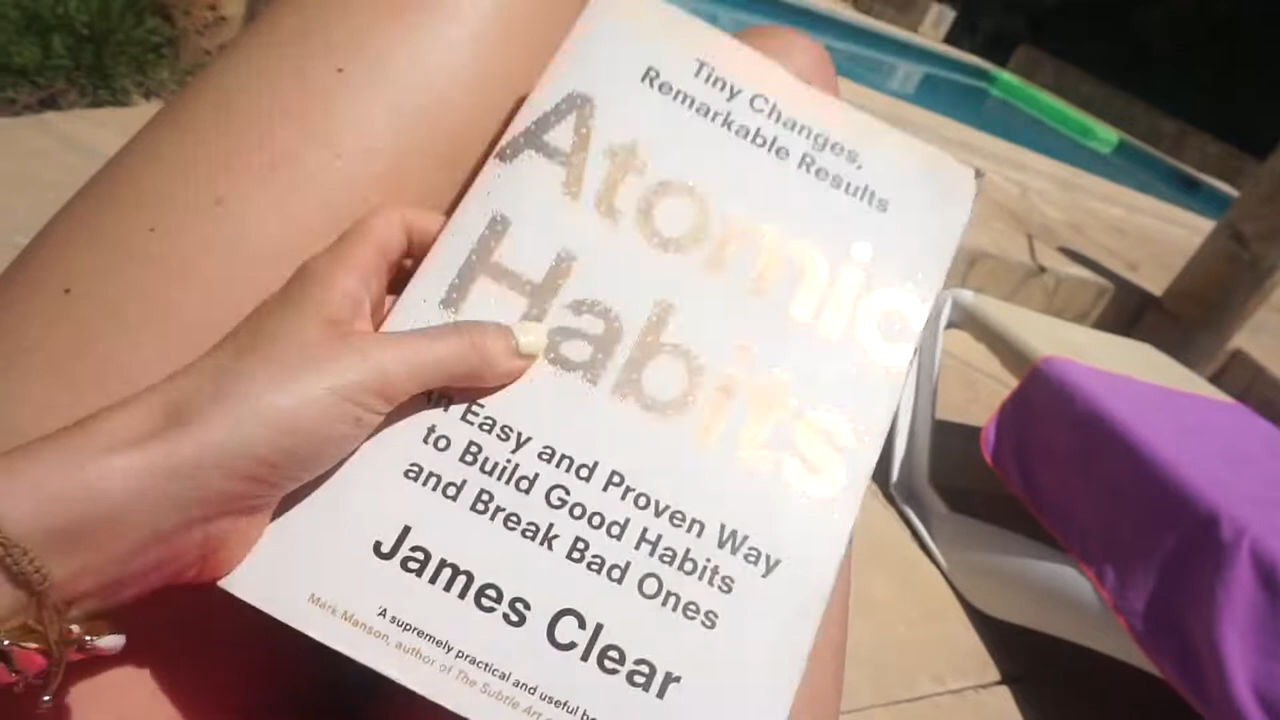 Tiny Changes,
Remarkable Results
Atomic
Habits
An Easy and Proven Way
to Build Good Habits
and Break Bad Ones
James Clear
'A supremely practical and useful
Mark Manson, author of The Subtle Art